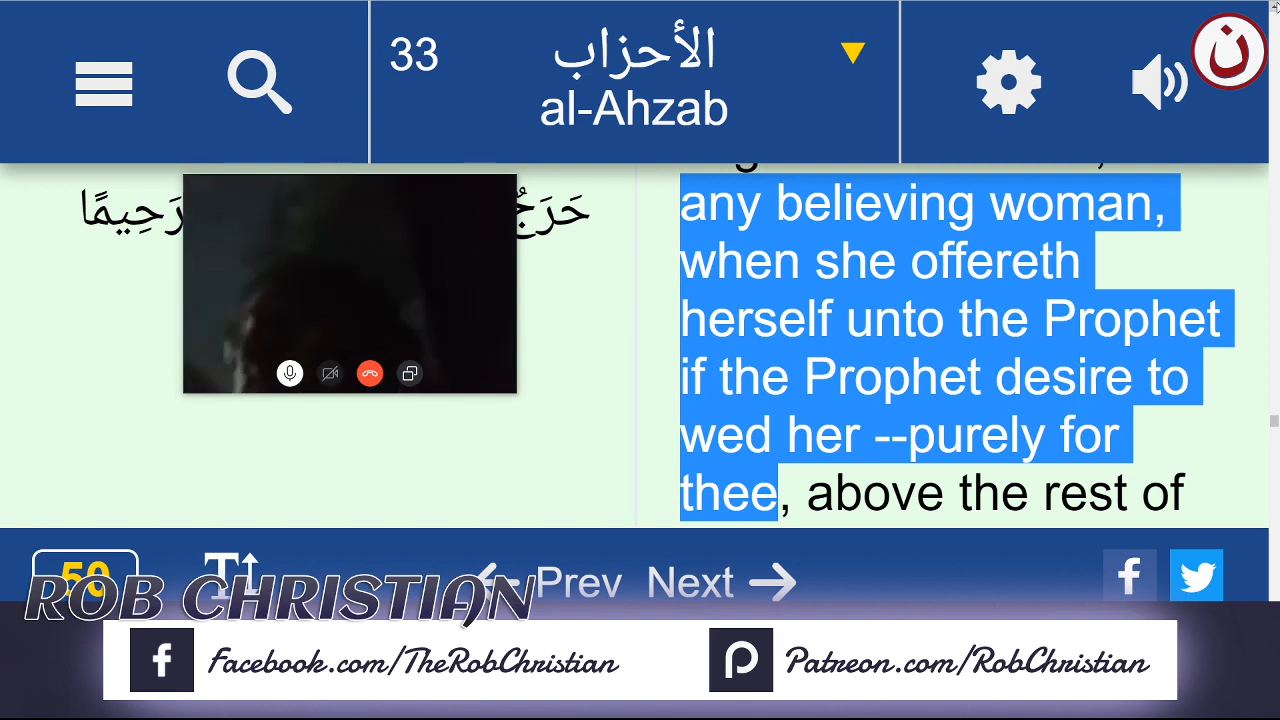 33
الأحزاب
al-Ahzab
ن
حَرَجٌ
رَحِيمًا
any believing woman,
when she offereth
herself unto the Prophet
if the Prophet desire to
wed her --purely for
thee, above the rest of
50
T
Prev Next
f
ROB CHRISTIAN
f
Facebook.com/TheRobChristian
Patreon.com/RobChristian